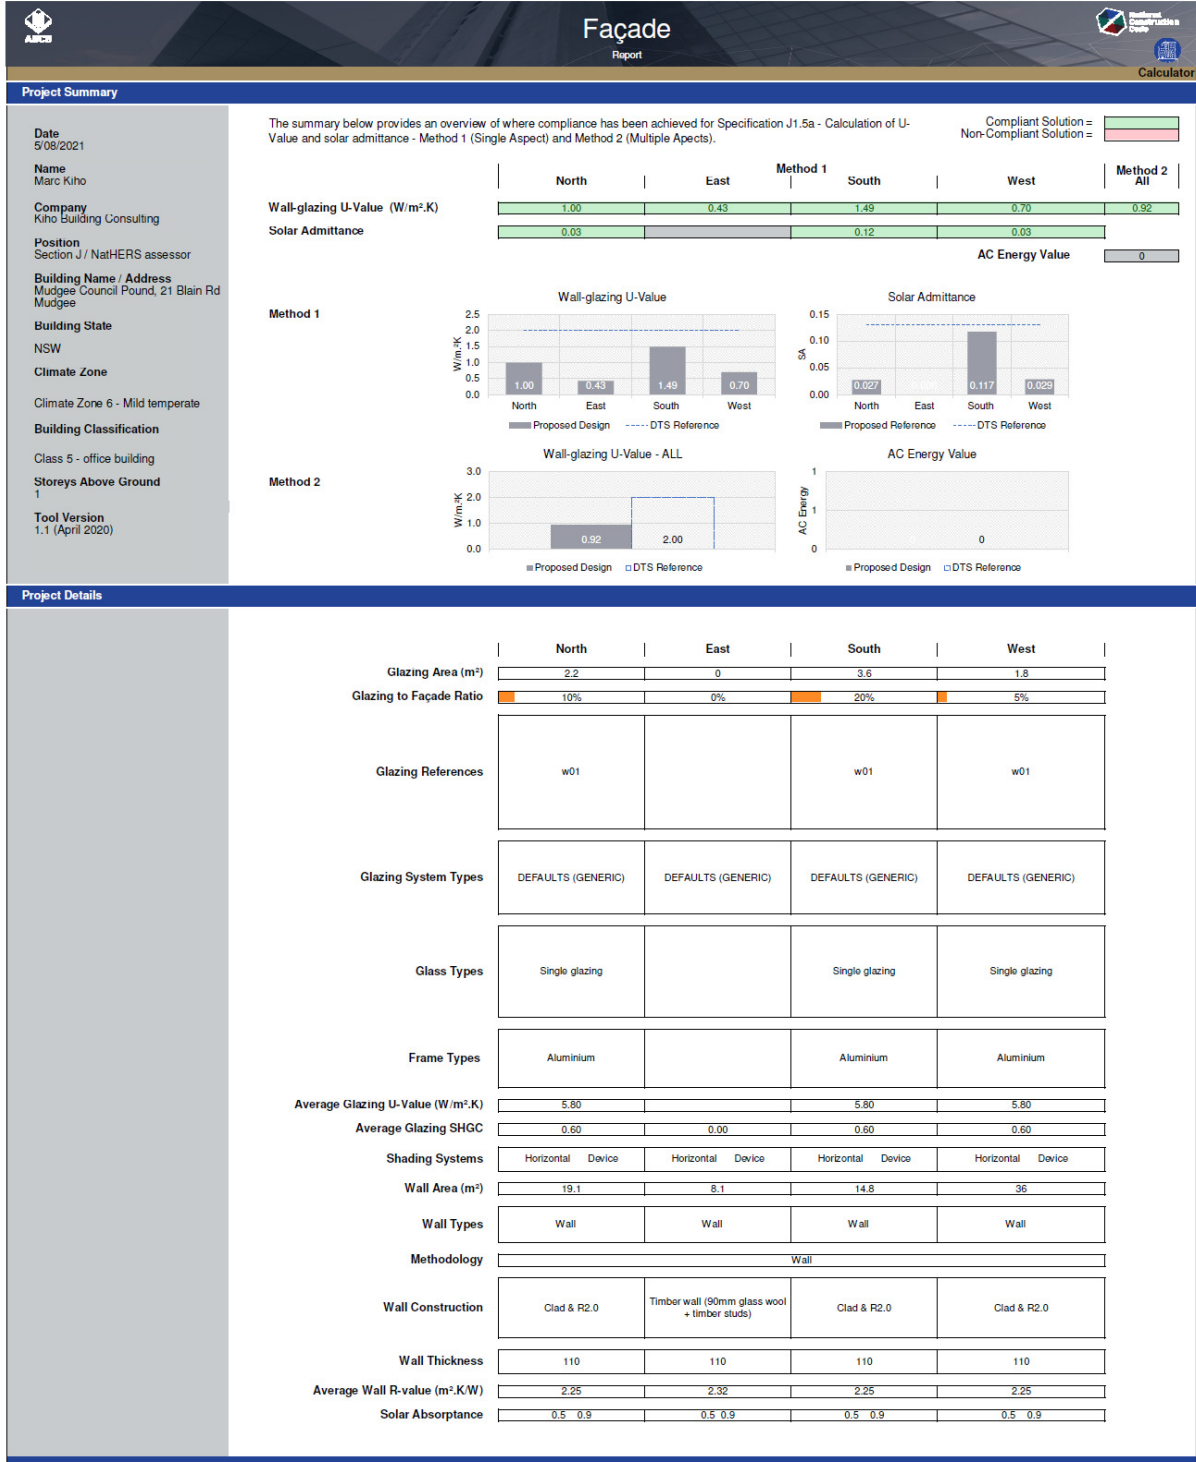 ABCB
Façade
Report
National
Construction
Code
Calculator
Project Summary
Date
5/08/2021
Name
Marc Kiho
Company
Kiho Building Consulting
Position
Section J / NatHERS assessor
Building Name / Address
Mudgee Council Pound, 21 Blain Rd
Mudgee
Building State
NSW
Climate Zone
Climate Zone 6 - Mild temperate
Building Classification
Class 5 - office building
Storeys Above Ground
1
Tool Version
1.1 (April 2020)
The summary below provides an overview of where compliance has been achieved for Specification J1.5a - Calculation of U-
Value and solar admittance - Method 1 (Single Aspect) and Method 2 (Multiple Apects).
Compliant Solution =
Non-Compliant Solution =
Method 1
Method 2
North East South West All
Wall-glazing U-Value (W/m².K) 1.00 0.43 1.49 0.70 0.92
Solar Admittance 0.03 0.12 0.03
AC Energy Value 0
Method 1
Wall-glazing U-Value
2.5
2.0
1.5
1.0
0.5
0.0
W/m.²K
1.00 0.43 1.49 0.70
North East South West
Proposed Design DTS Reference
Solar Admittance
0.15
0.10
0.05
0.00
SA
0.027 0.117 0.029
North East South West
Proposed Reference DTS Reference
Method 2
Wall-glazing U-Value - ALL
3.0
2.0
1.0
0.0
W/m.²K
0.92 2.00
Proposed Design DTS Reference
AC Energy Value
1
1
0
AC Energy
0
Proposed Design DTS Reference
Project Details
North East South West
Glazing Area (m²) 2.2 0 3.6 1.8
Glazing to Façade Ratio 10% 0% 20% 5%
Glazing References w01 w01 w01
Glazing System Types DEFAULTS (GENERIC) DEFAULTS (GENERIC) DEFAULTS (GENERIC) DEFAULTS (GENERIC)
Glass Types Single glazing Single glazing Single glazing
Frame Types Aluminium Aluminium Aluminium
Average Glazing U-Value (W/m².K) 5.80 5.80 5.80
Average Glazing SHGC 0.60 0.00 0.60 0.60
Shading Systems Horizontal Device Horizontal Device Horizontal Device Horizontal Device
Wall Area (m²) 19.1 8.1 14.8 36
Wall Types Wall Wall Wall Wall
Methodology Wall
Wall Construction Clad & R2.0 Timber wall (90mm glass wool + timber studs) Clad & R2.0 Clad & R2.0
Wall Thickness 110 110 110 110
Average Wall R-value (m².K/W) 2.25 2.32 2.25 2.25
Solar Absorptance 0.5 0.9 0.5 0.9 0.5 0.9 0.5 0.9